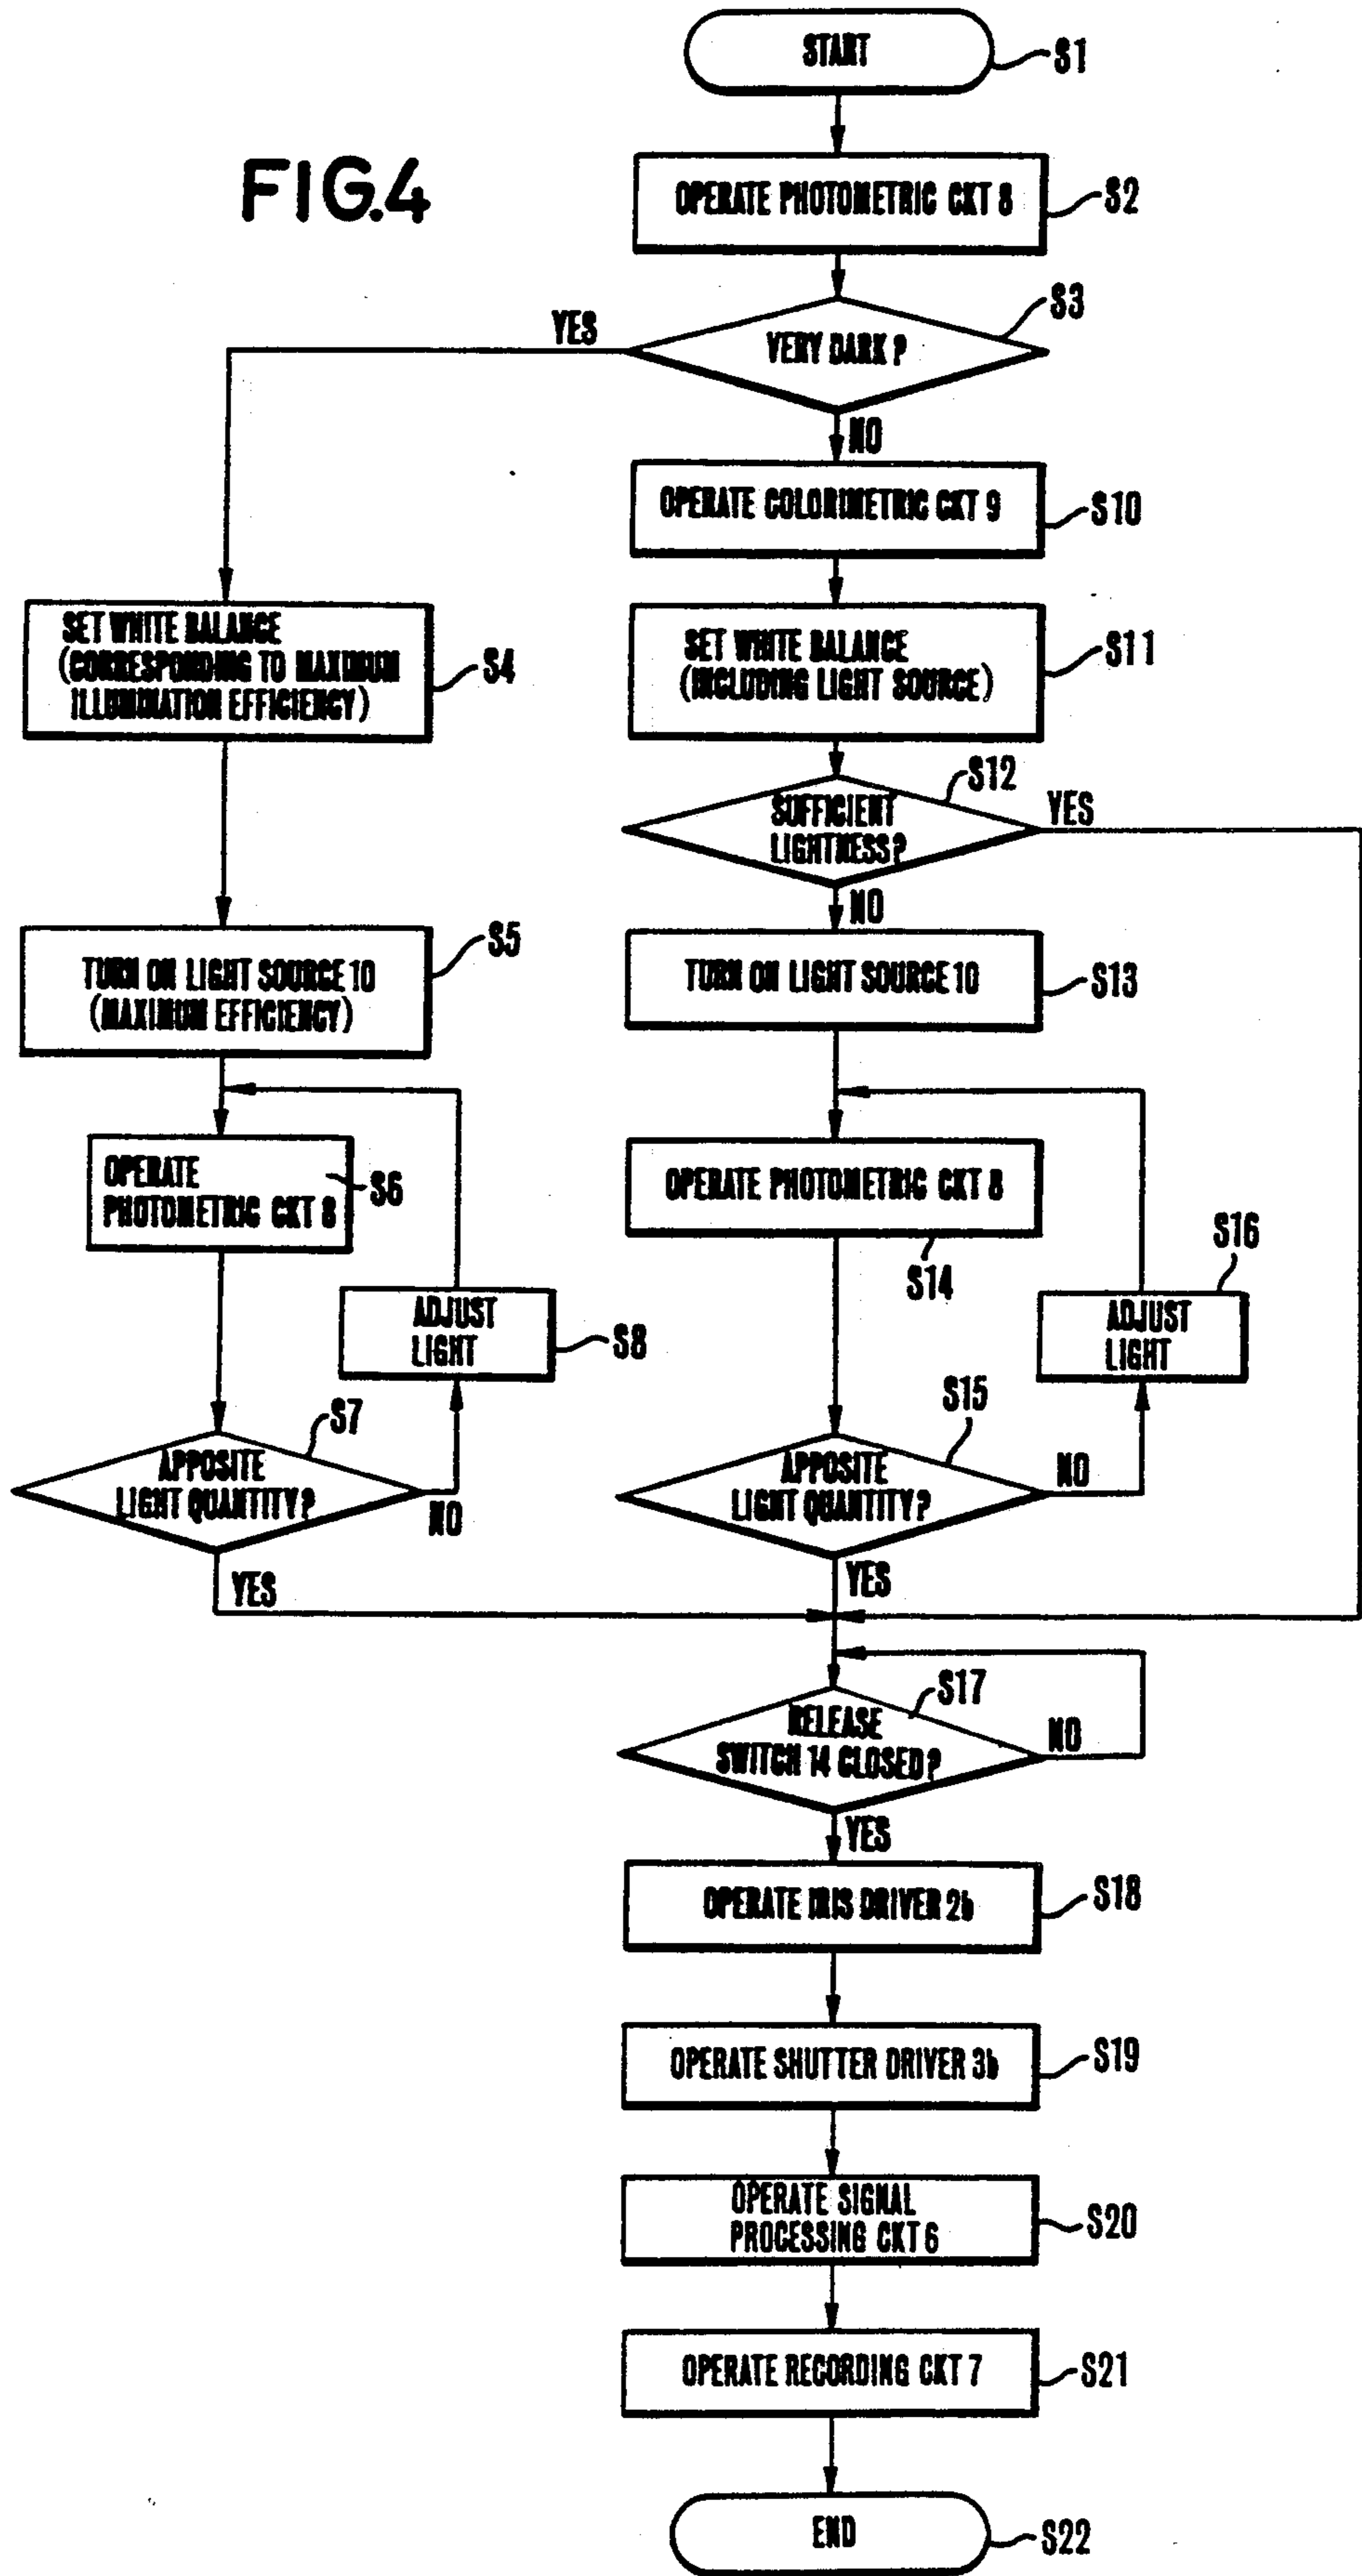 START
S1
FIG.4
OPERATE PHOTOMETRIC CKT 8
S2
S3
YES
VERY DARK ?
NO
OPERATE COLORIMETRIC CKT 9
S10
SET WHITE BALANCE
(CORRESPONDING TO MAXIMUM
ILLUMINATION EFFICIENCY)
S4
SET WHITE BALANCE
(INCLUDING LIGHT SOURCE)
S11
S12
SUFFICIENT
LIGHTNESS?
YES
NO
TURN ON LIGHT SOURCE 10
(MAXIMUM EFFICIENCY)
S5
TURN ON LIGHT SOURCE 10
S13
OPERATE
PHOTOMETRIC CKT 8
S6
OPERATE PHOTOMETRIC CKT 8
S14
S16
ADJUST
LIGHT
S8
ADJUST
LIGHT
S7
APPOSITE
LIGHT QUANTITY?
NO
YES
S15
APPOSITE
LIGHT QUANTITY?
NO
YES
S17
RELEASE
SWITCH 14 CLOSED?
NO
YES
OPERATE IRIS DRIVER 2b
S18
OPERATE SHUTTER DRIVER 3b
S19
OPERATE SIGNAL
PROCESSING CKT 6
S20
OPERATE RECORDING CKT 7
S21
END
S22